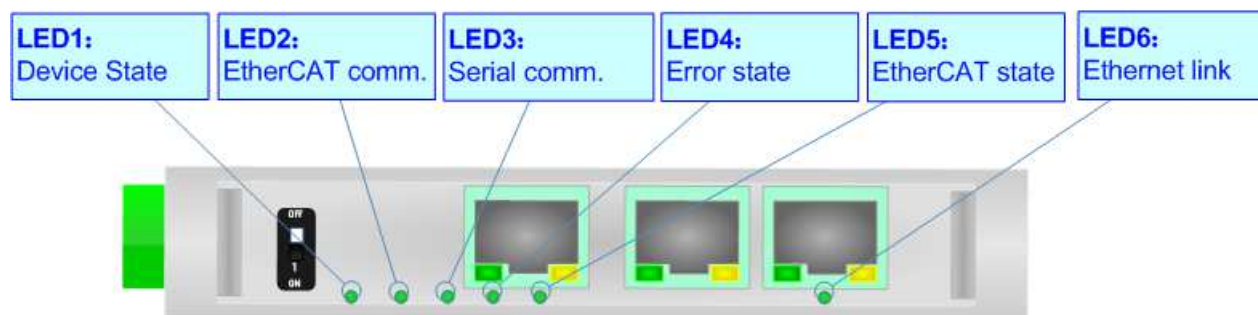 LED1:
Device State
LED2:
EtherCAT comm.
LED3:
Serial comm.
LED4:
Error state
LED5:
EtherCAT state
LED6:
Ethernet link
OFF
1
ON